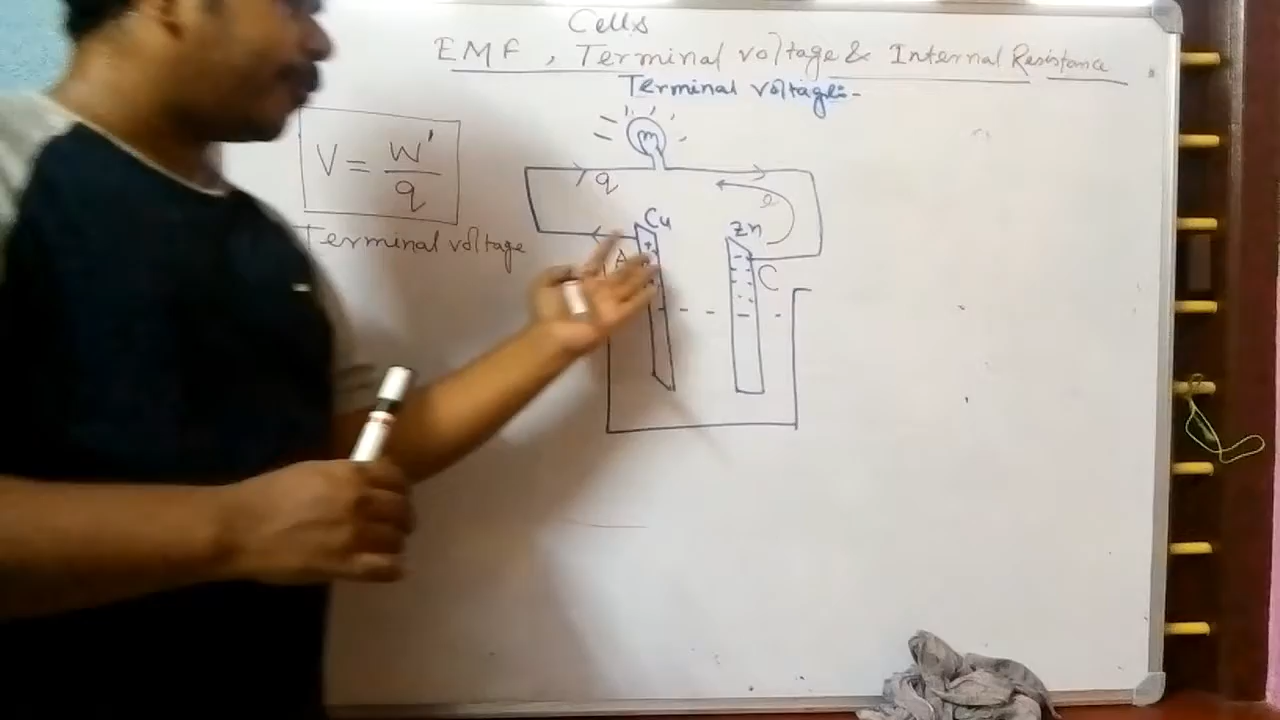 Cells
EMF, Terminal voltage & Internal Resistance
Terminal voltage:-
V = W'/q
Terminal voltage
q
e
Cu
Zn
+
A
C